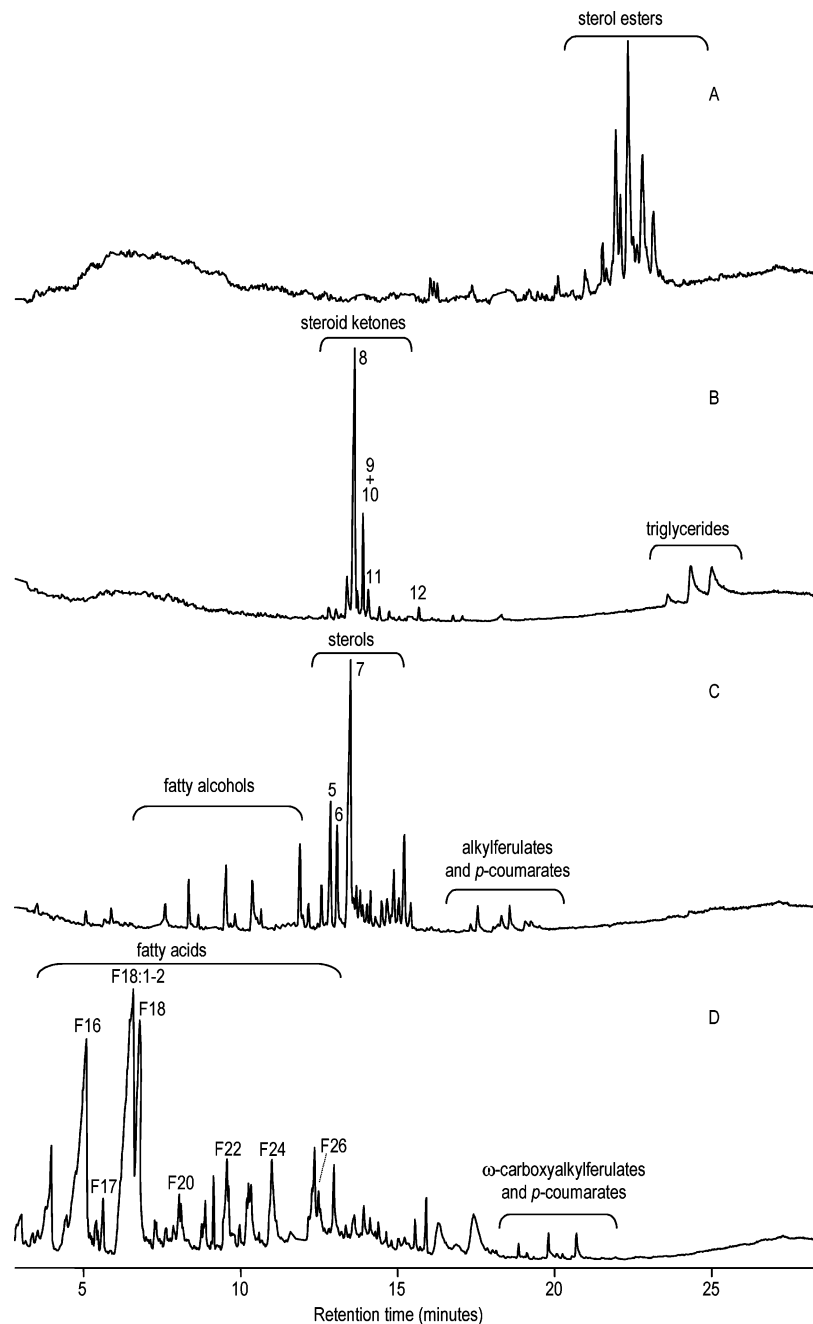 sterol esters
A
steroid ketones
8
B
9
+
10
triglycerides
11
12
sterols
7
C
fatty alcohols
5
6
alkylferulates
and p-coumarates
fatty acids
F18:1-2
D
F18
F16
F22
F24
F26
F17
F20
ω-carboxyalkylferulates
and p-coumarates
5
10
15
20
25
Retention time (minutes)